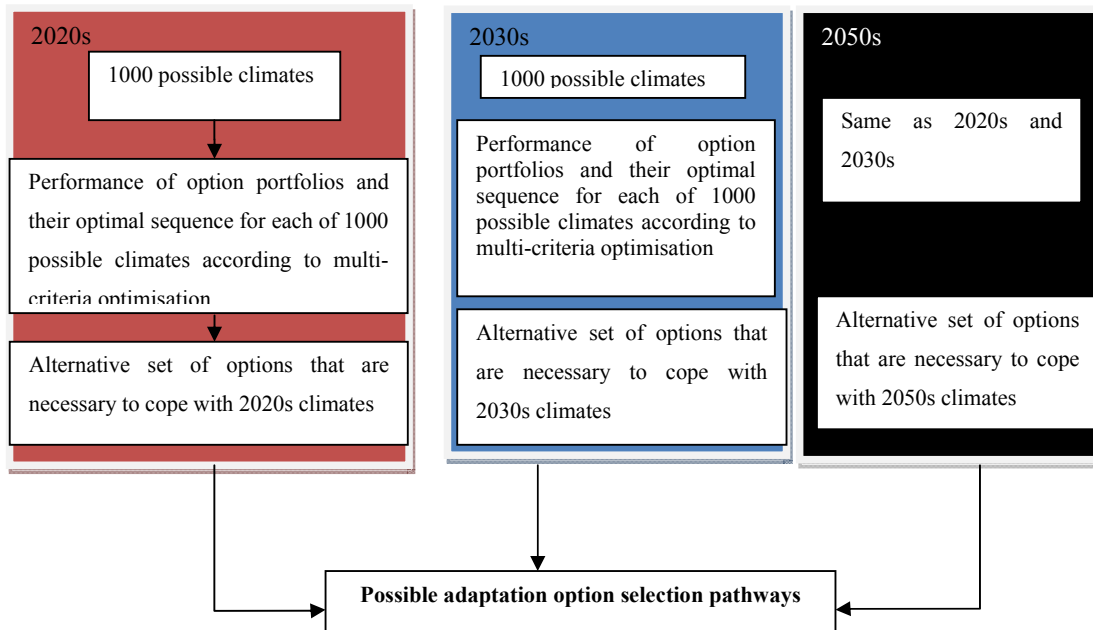 2020s
1000 possible climates
Performance of option portfolios and
their optimal sequence for each of 1000
possible climates according to multi-
criteria optimisation
Alternative set of options that are
necessary to cope with 2020s climates
2030s
1000 possible climates
Performance of option
portfolios and their optimal
sequence for each of 1000
possible climates according to
multi-criteria optimisation
Alternative set of options that
are necessary to cope with
2030s climates
2050s
Same as 2020s and
2030s
Alternative set of options
that are necessary to cope
with 2050s climates
Possible adaptation option selection pathways